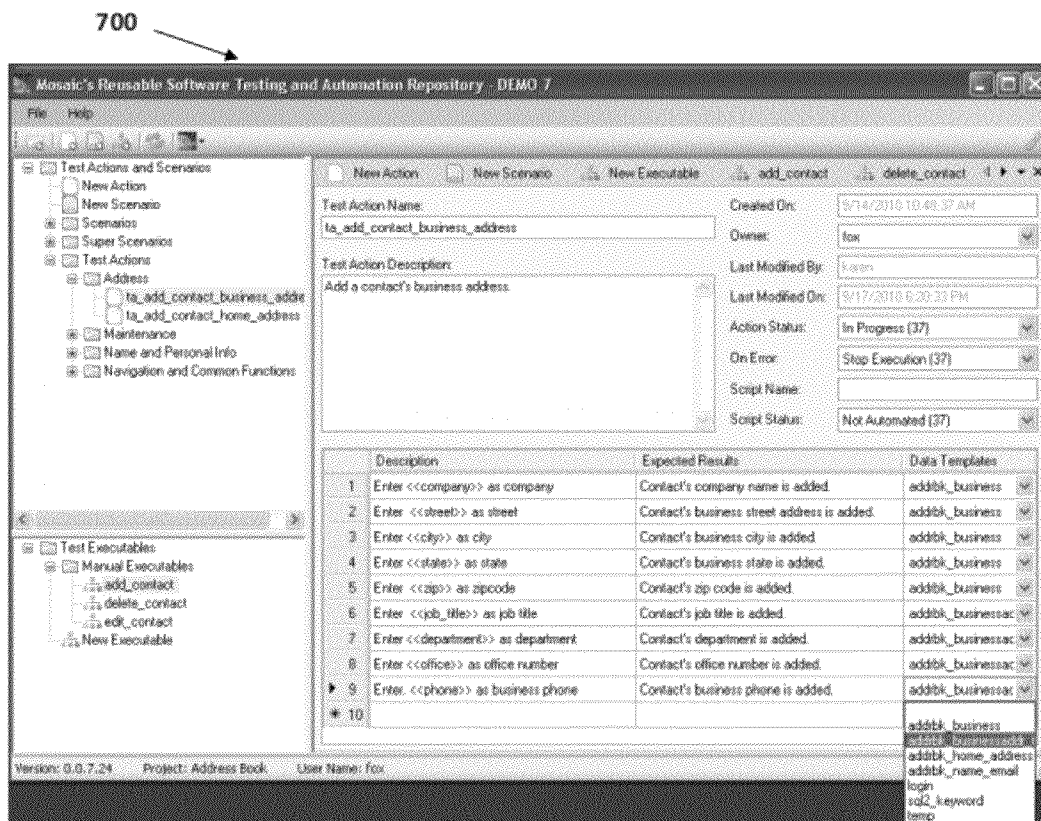 700
Mosaic's Reusable Software Testing and Automation Repository - DEMO 7
File Help
Test Actions and Scenarios
New Action
New Scenario
Scenarios
Super Scenarios
Test Actions
Address
ta_add_contact_business_addre
ta_add_contact_home_address
Maintenance
Name and Personal Info
Navigation and Common Functions
Test Executables
Manual Executables
add_contact
delete_contact
edit_contact
New Executable
New Action New Scenario New Executable add_contact delete_contact
Test Action Name:
ta_add_contact_business_address
Test Action Description:
Add a contact's business address.
Created On: 9/14/2010 10:48:37 AM
Owner: fox
Last Modified By: karen
Last Modified On: 9/17/2010 6:20:33 PM
Action Status: In Progress (37)
On Error: Stop Execution (37)
Script Name:
Script Status: Not Automated (37)
Description Expected Results Data Templates
1 Enter <<company>> as company Contact's company name is added. addrbk_business
2 Enter <<street>> as street Contact's business street address is added. addrbk_business
3 Enter <<city>> as city Contact's business city is added. addrbk_business
4 Enter <<state>> as state Contact's business state is added. addrbk_business
5 Enter <<zip>> as zipcode Contact's zip code is added. addrbk_business
6 Enter <<job_title>> as job title Contact's job title is added. addrbk_businessac
7 Enter <<department>> as department Contact's department is added. addrbk_businessac
8 Enter <<office>> as office number Contact's office number is added. addrbk_businessac
9 Enter. <<phone>> as business phone Contact's business phone is added. addrbk_businessac
10
addrbk_business
addrbk_home_address
addrbk_name_email
login
sql2_keyword
temp
Version: 0.0.7.24 Project: Address Book User Name: fox